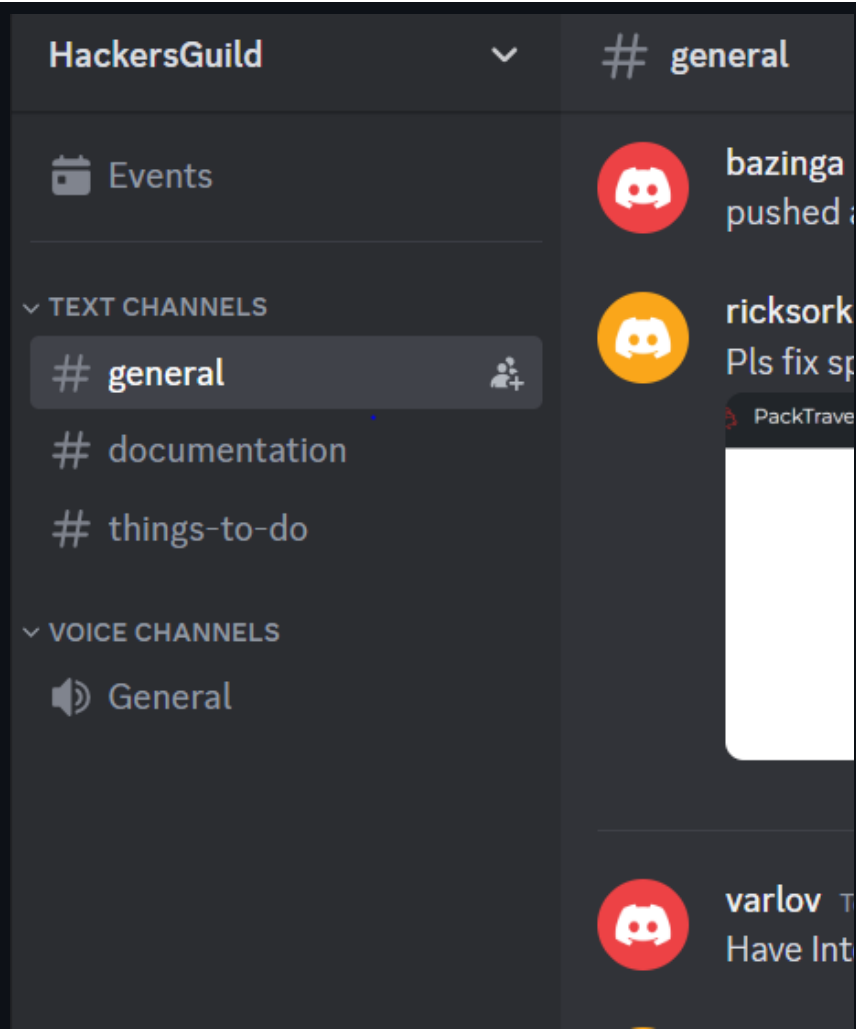 HackersGuild
Events
TEXT CHANNELS
# general
# documentation
# things-to-do
VOICE CHANNELS
General
# general
bazinga
pushed
ricksork
Pls fix
varlov
Have